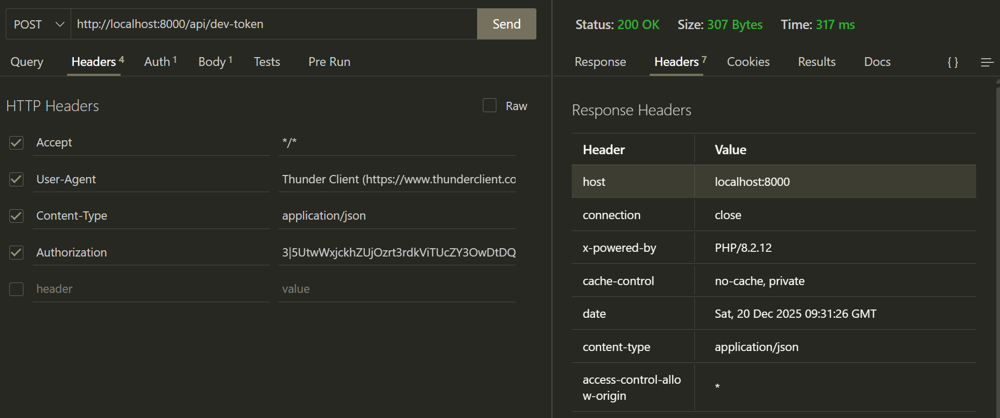 POST http://localhost:8000/api/dev-token Send
Query Headers 4 Auth 1 Body 1 Tests Pre Run
HTTP Headers Raw
Accept */*
User-Agent Thunder Client (https://www.thunderclient.co
Content-Type application/json
Authorization 3|5UtwWxjckhZUjOzrt3rdkViTUcZY3OwDtDQ
header value
Status: 200 OK Size: 307 Bytes Time: 317 ms
Response Headers 7 Cookies Results Docs { }
Response Headers
Header Value
host localhost:8000
connection close
x-powered-by PHP/8.2.12
cache-control no-cache, private
date Sat, 20 Dec 2025 09:31:26 GMT
content-type application/json
access-control-allo
w-origin *